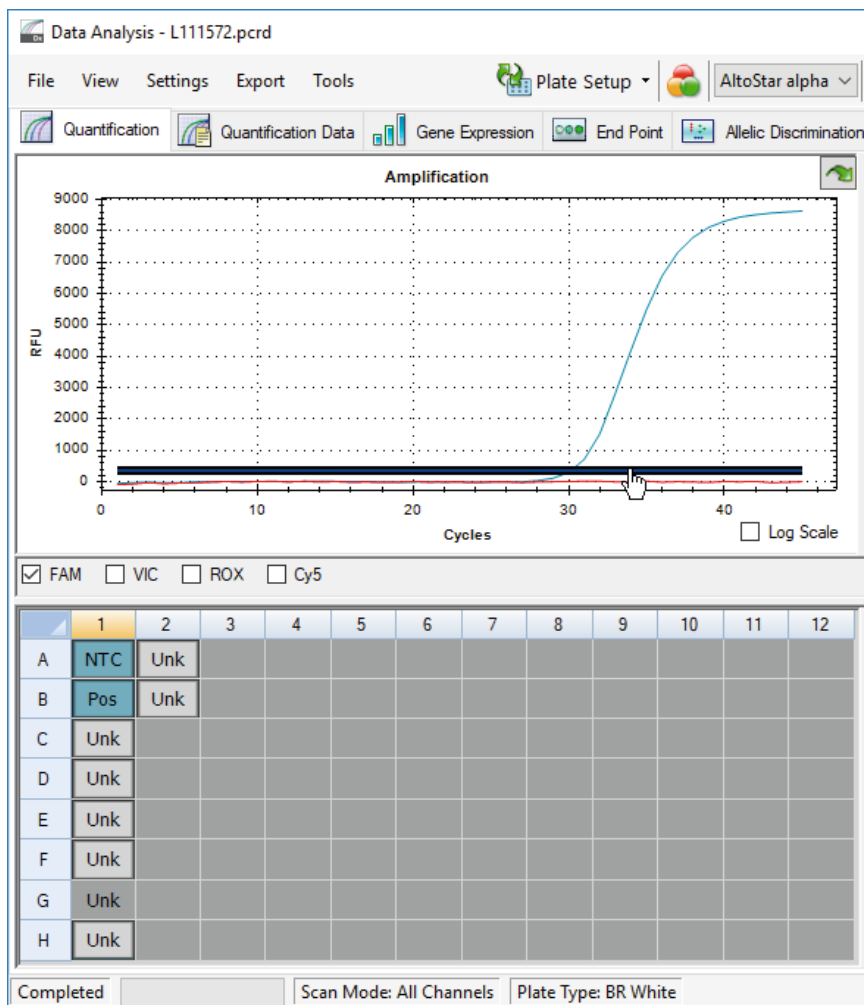 Data Analysis - L111572.pcrd
File View Settings Export Tools Plate Setup AltoStar alpha
Quantification Quantification Data Gene Expression End Point Allelic Discrimination
Amplification
9000
8000
7000
6000
5000
4000
3000
2000
1000
0
RFU
0 10 20 30 40
Cycles
Log Scale
FAM VIC ROX Cy5
1 2 3 4 5 6 7 8 9 10 11 12
A NTC Unk
B Pos Unk
C Unk
D Unk
E Unk
F Unk
G Unk
H Unk
Completed Scan Mode: All Channels Plate Type: BR White